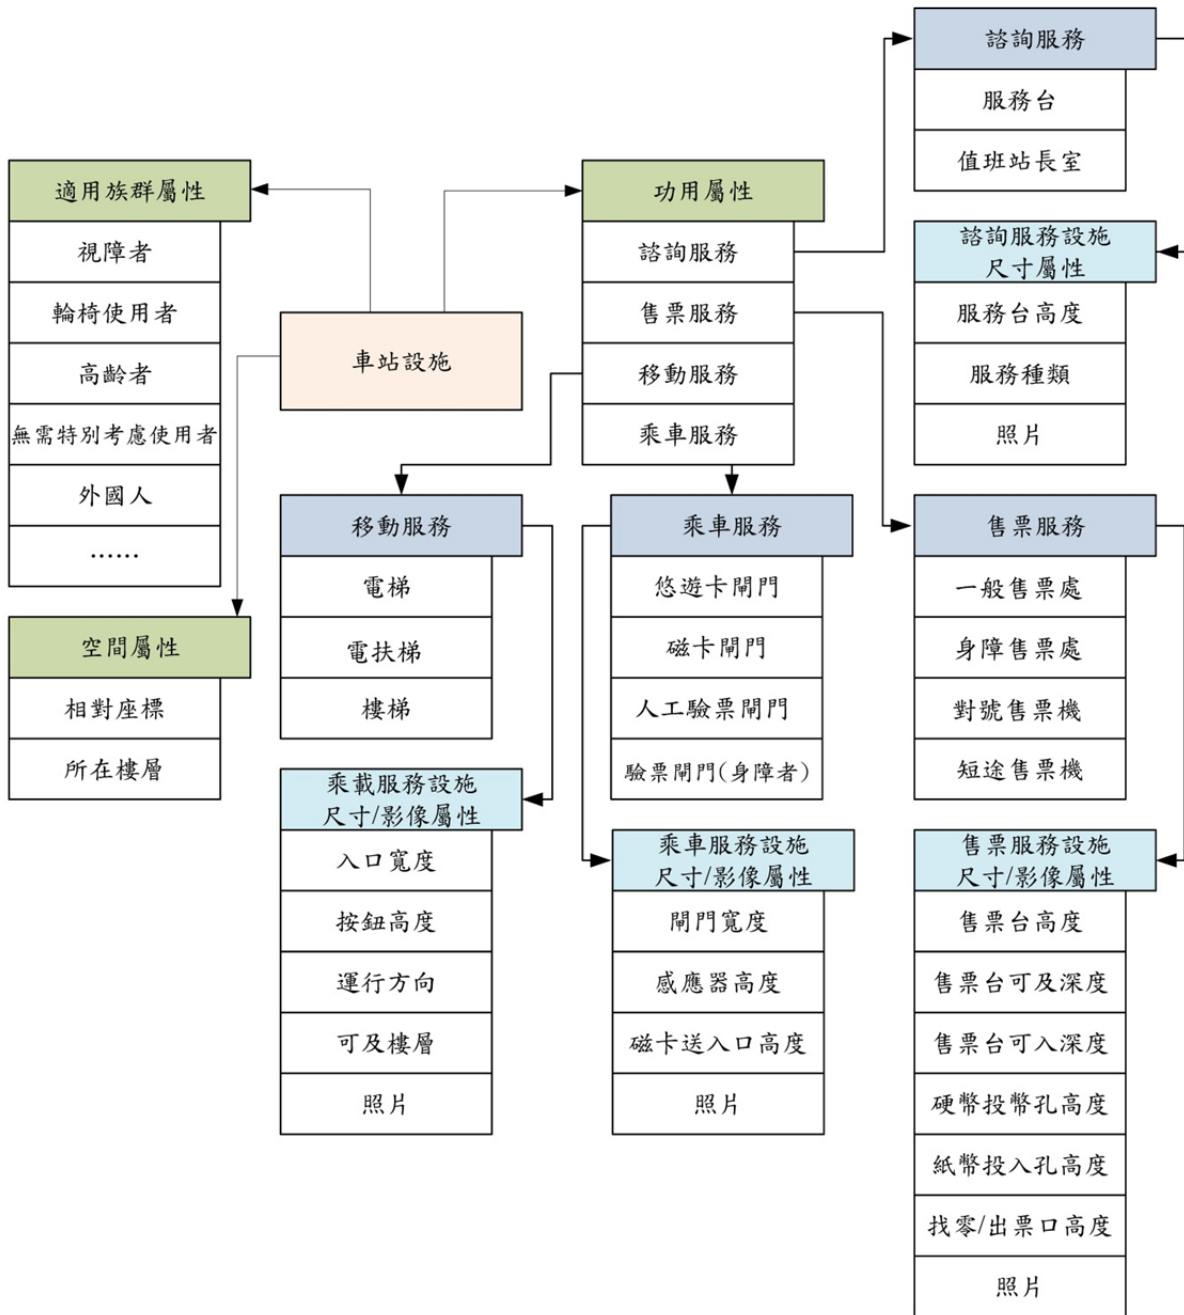 諮詢服務
服務台
值班站長室
適用族群屬性
視障者
輪椅使用者
高齡者
無需特別考慮使用者
外國人
……
空間屬性
相對座標
所在樓層
車站設施
功用屬性
諮詢服務
售票服務
移動服務
乘車服務
諮詢服務設施
尺寸屬性
服務台高度
服務種類
照片
移動服務
電梯
電扶梯
樓梯
乘載服務設施
尺寸/影像屬性
入口寬度
按鈕高度
運行方向
可及樓層
照片
乘車服務
悠遊卡閘門
磁卡閘門
人工驗票閘門
驗票閘門(身障者)
乘車服務設施
尺寸/影像屬性
閘門寬度
感應器高度
磁卡送入口高度
照片
售票服務
一般售票處
身障售票處
對號售票機
短途售票機
售票服務設施
尺寸/影像屬性
售票台高度
售票台可及深度
售票台可入深度
硬幣投幣孔高度
紙幣投入孔高度
找零/出票口高度
照片